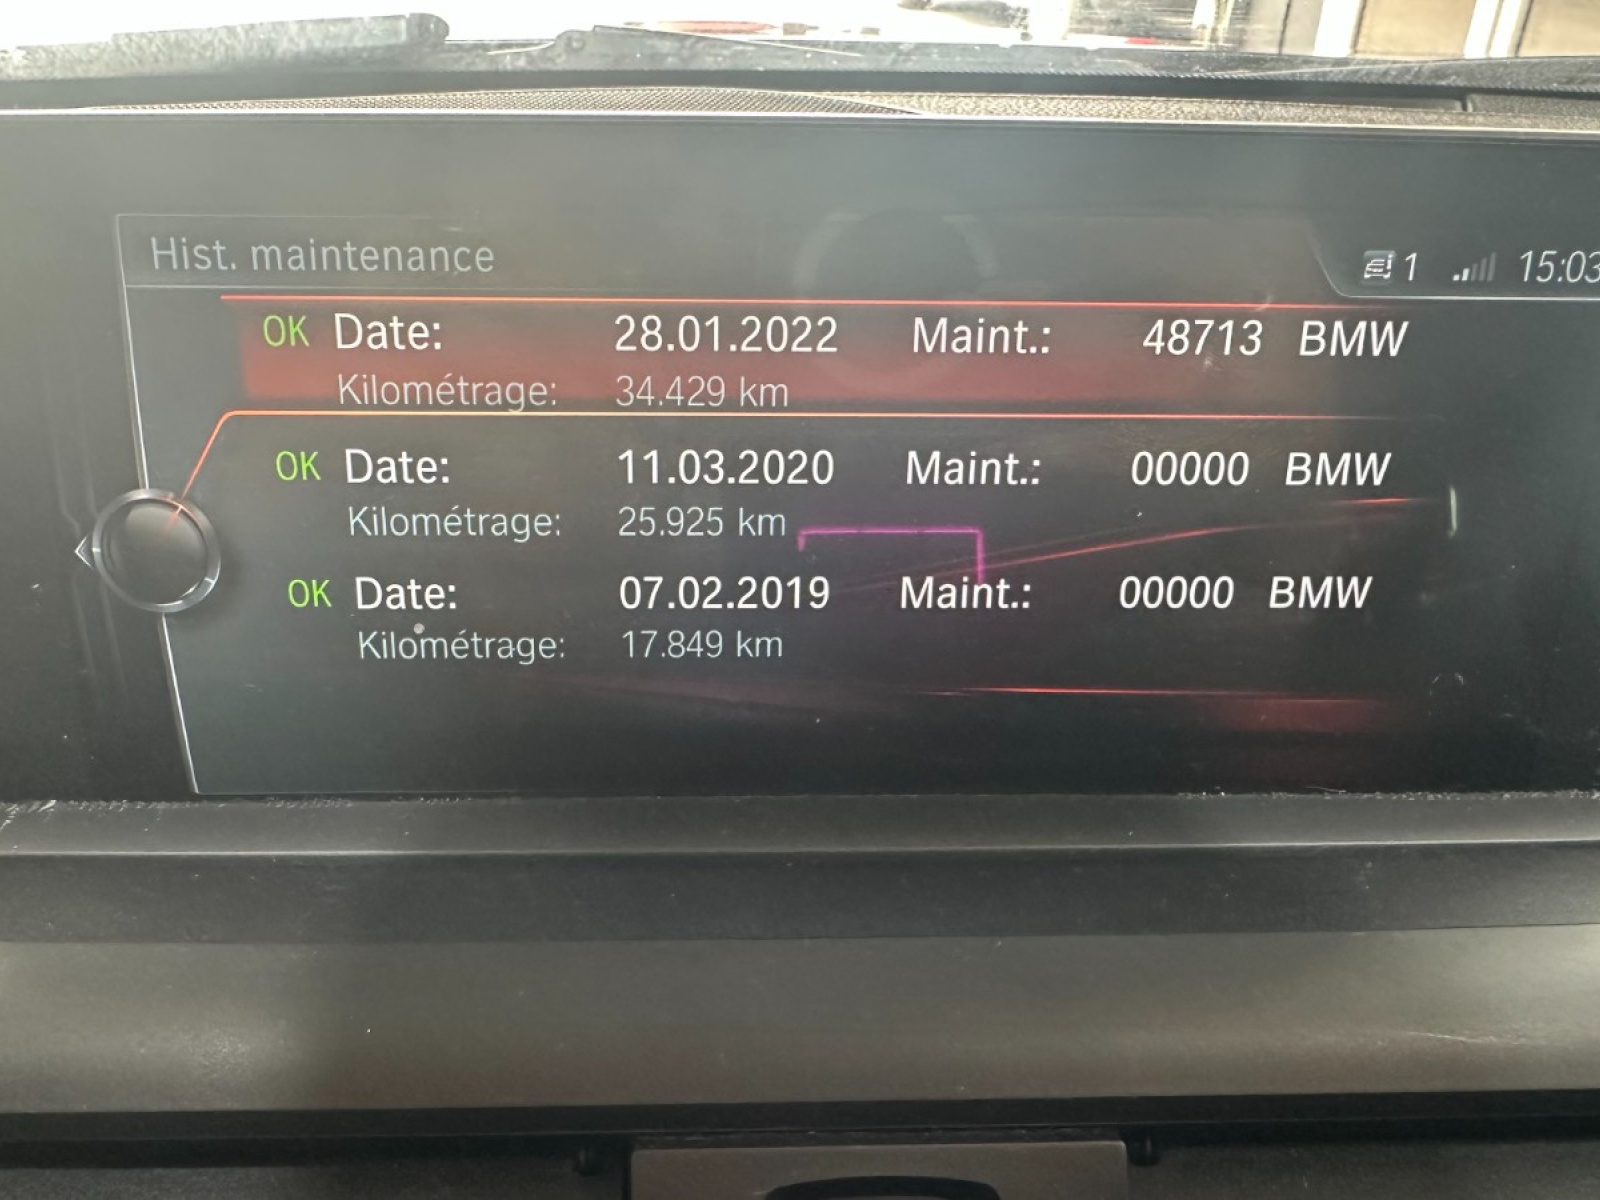 Hist. maintenance 1 15:03
OK Date: 28.01.2022 Maint.: 48713 BMW
Kilométrage: 34.429 km
OK Date: 11.03.2020 Maint.: 00000 BMW
Kilométrage: 25.925 km
OK Date: 07.02.2019 Maint.: 00000 BMW
Kilométrage: 17.849 km